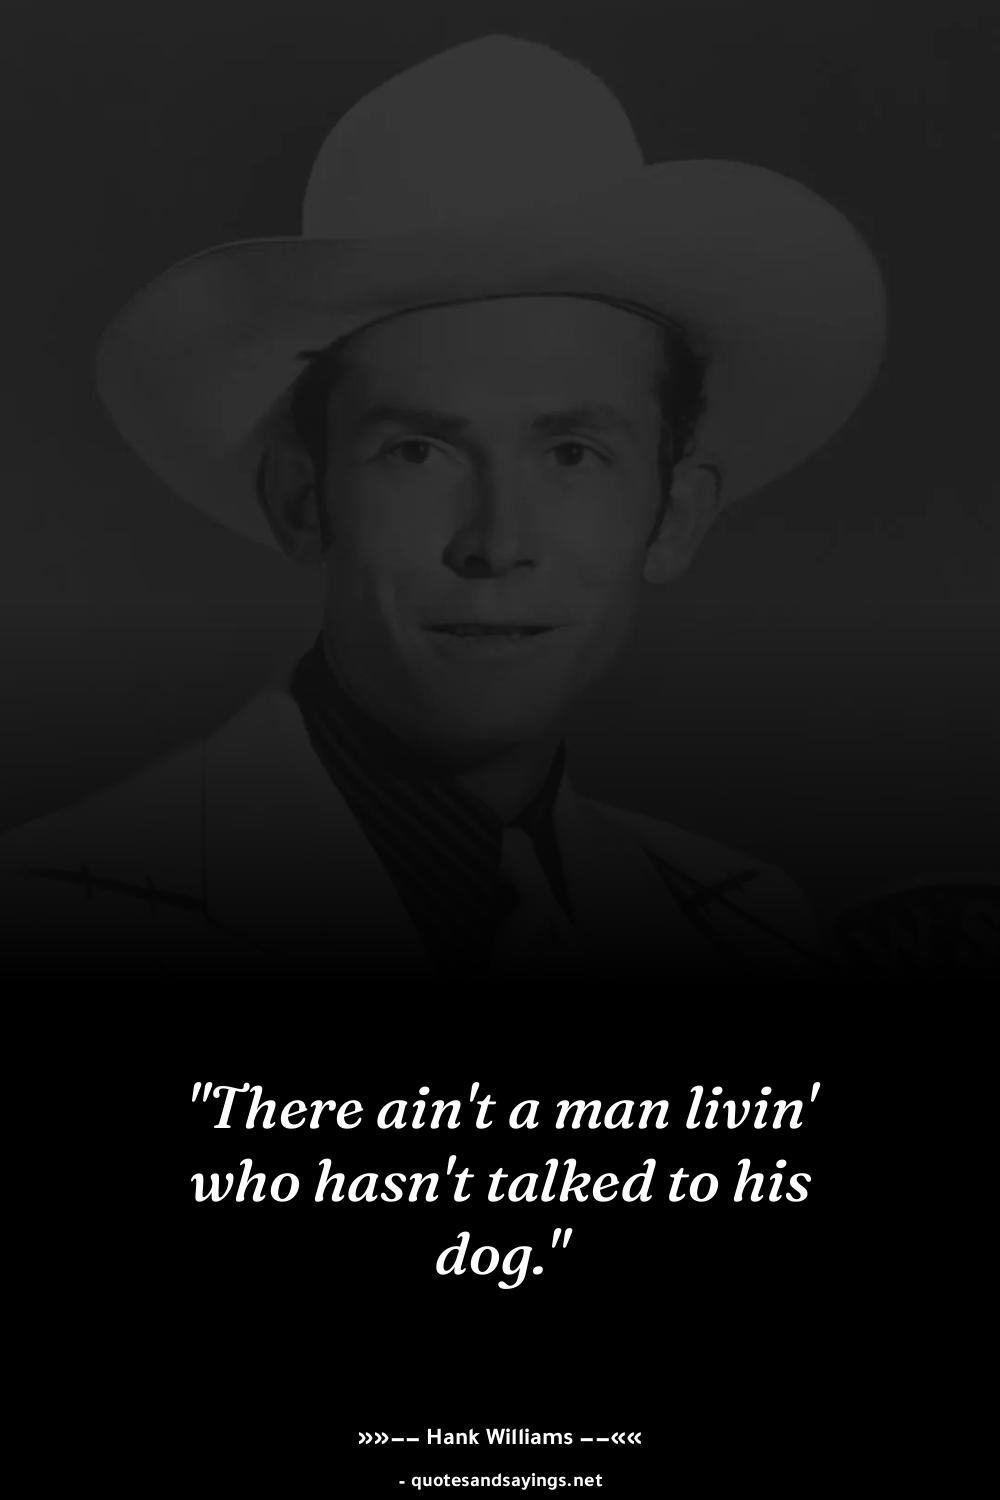 "There ain't a man livin'
who hasn't talked to his
dog."
»»–– Hank Williams ––««
- quotesandsayings.net